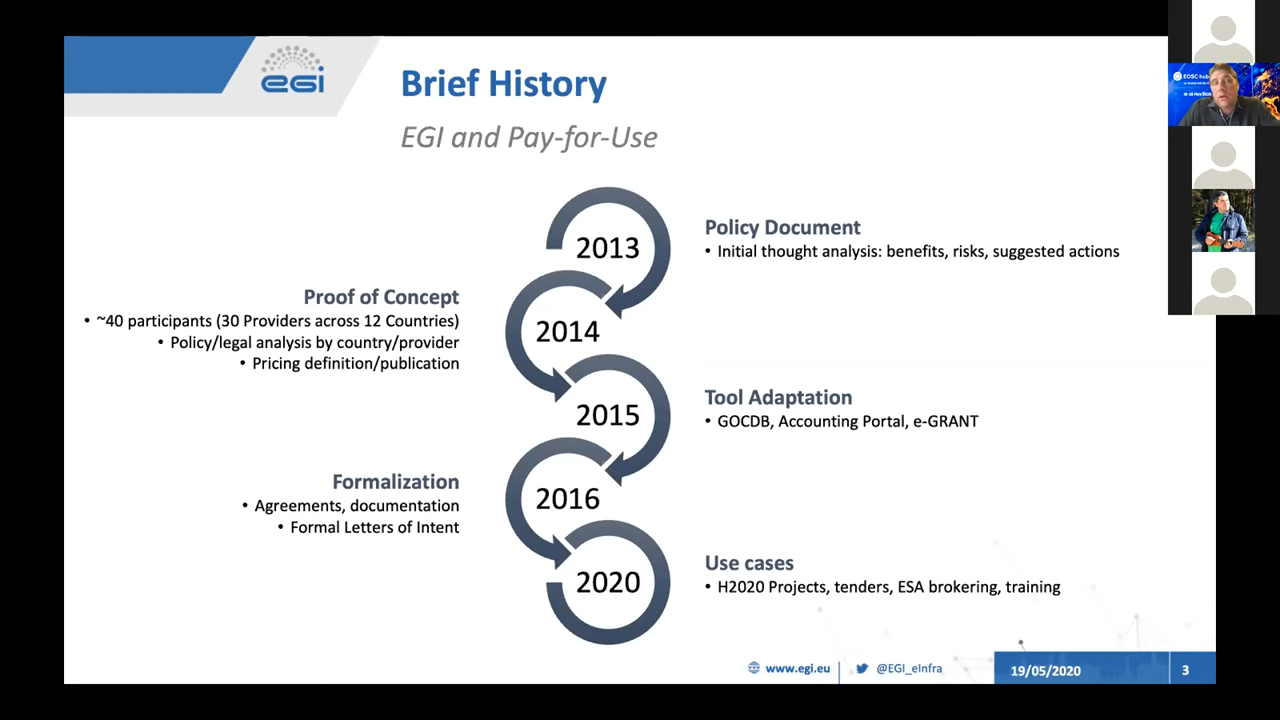 egi
Brief History
EGI and Pay-for-Use
2013
Policy Document
• Initial thought analysis: benefits, risks, suggested actions
Proof of Concept
• ~40 participants (30 Providers across 12 Countries)
• Policy/legal analysis by country/provider
• Pricing definition/publication
2014
2015
Tool Adaptation
• GOCDB, Accounting Portal, e-GRANT
Formalization
• Agreements, documentation
• Formal Letters of Intent
2016
2020
Use cases
• H2020 Projects, tenders, ESA brokering, training
www.egi.eu
@EGI_eInfra
19/05/2020
3
EOSC-hub